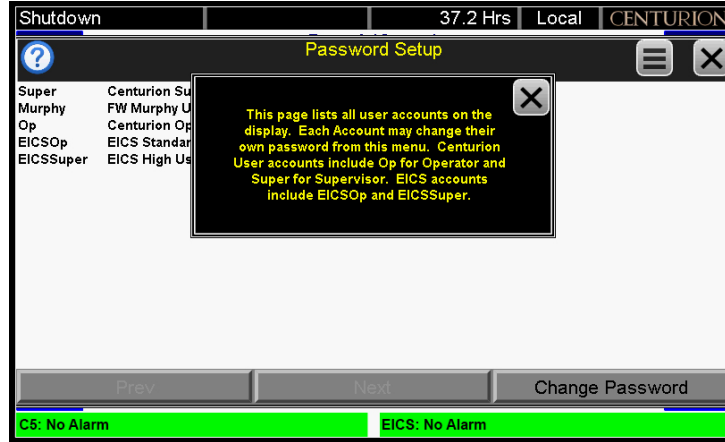 Shutdown 37.2 Hrs Local CENTURION
? Password Setup
Super Centurion Su
Murphy FW Murphy U
Op Centurion Op
EICSOp EICS Standar
EICSSuper EICS High Us
This page lists all user accounts on the
display. Each Account may change their
own password from this menu. Centurion
User accounts include Op for Operator and
Super for Supervisor. EICS accounts
include EICSOp and EICSSuper.
Prev Next Change Password
C5: No Alarm EICS: No Alarm